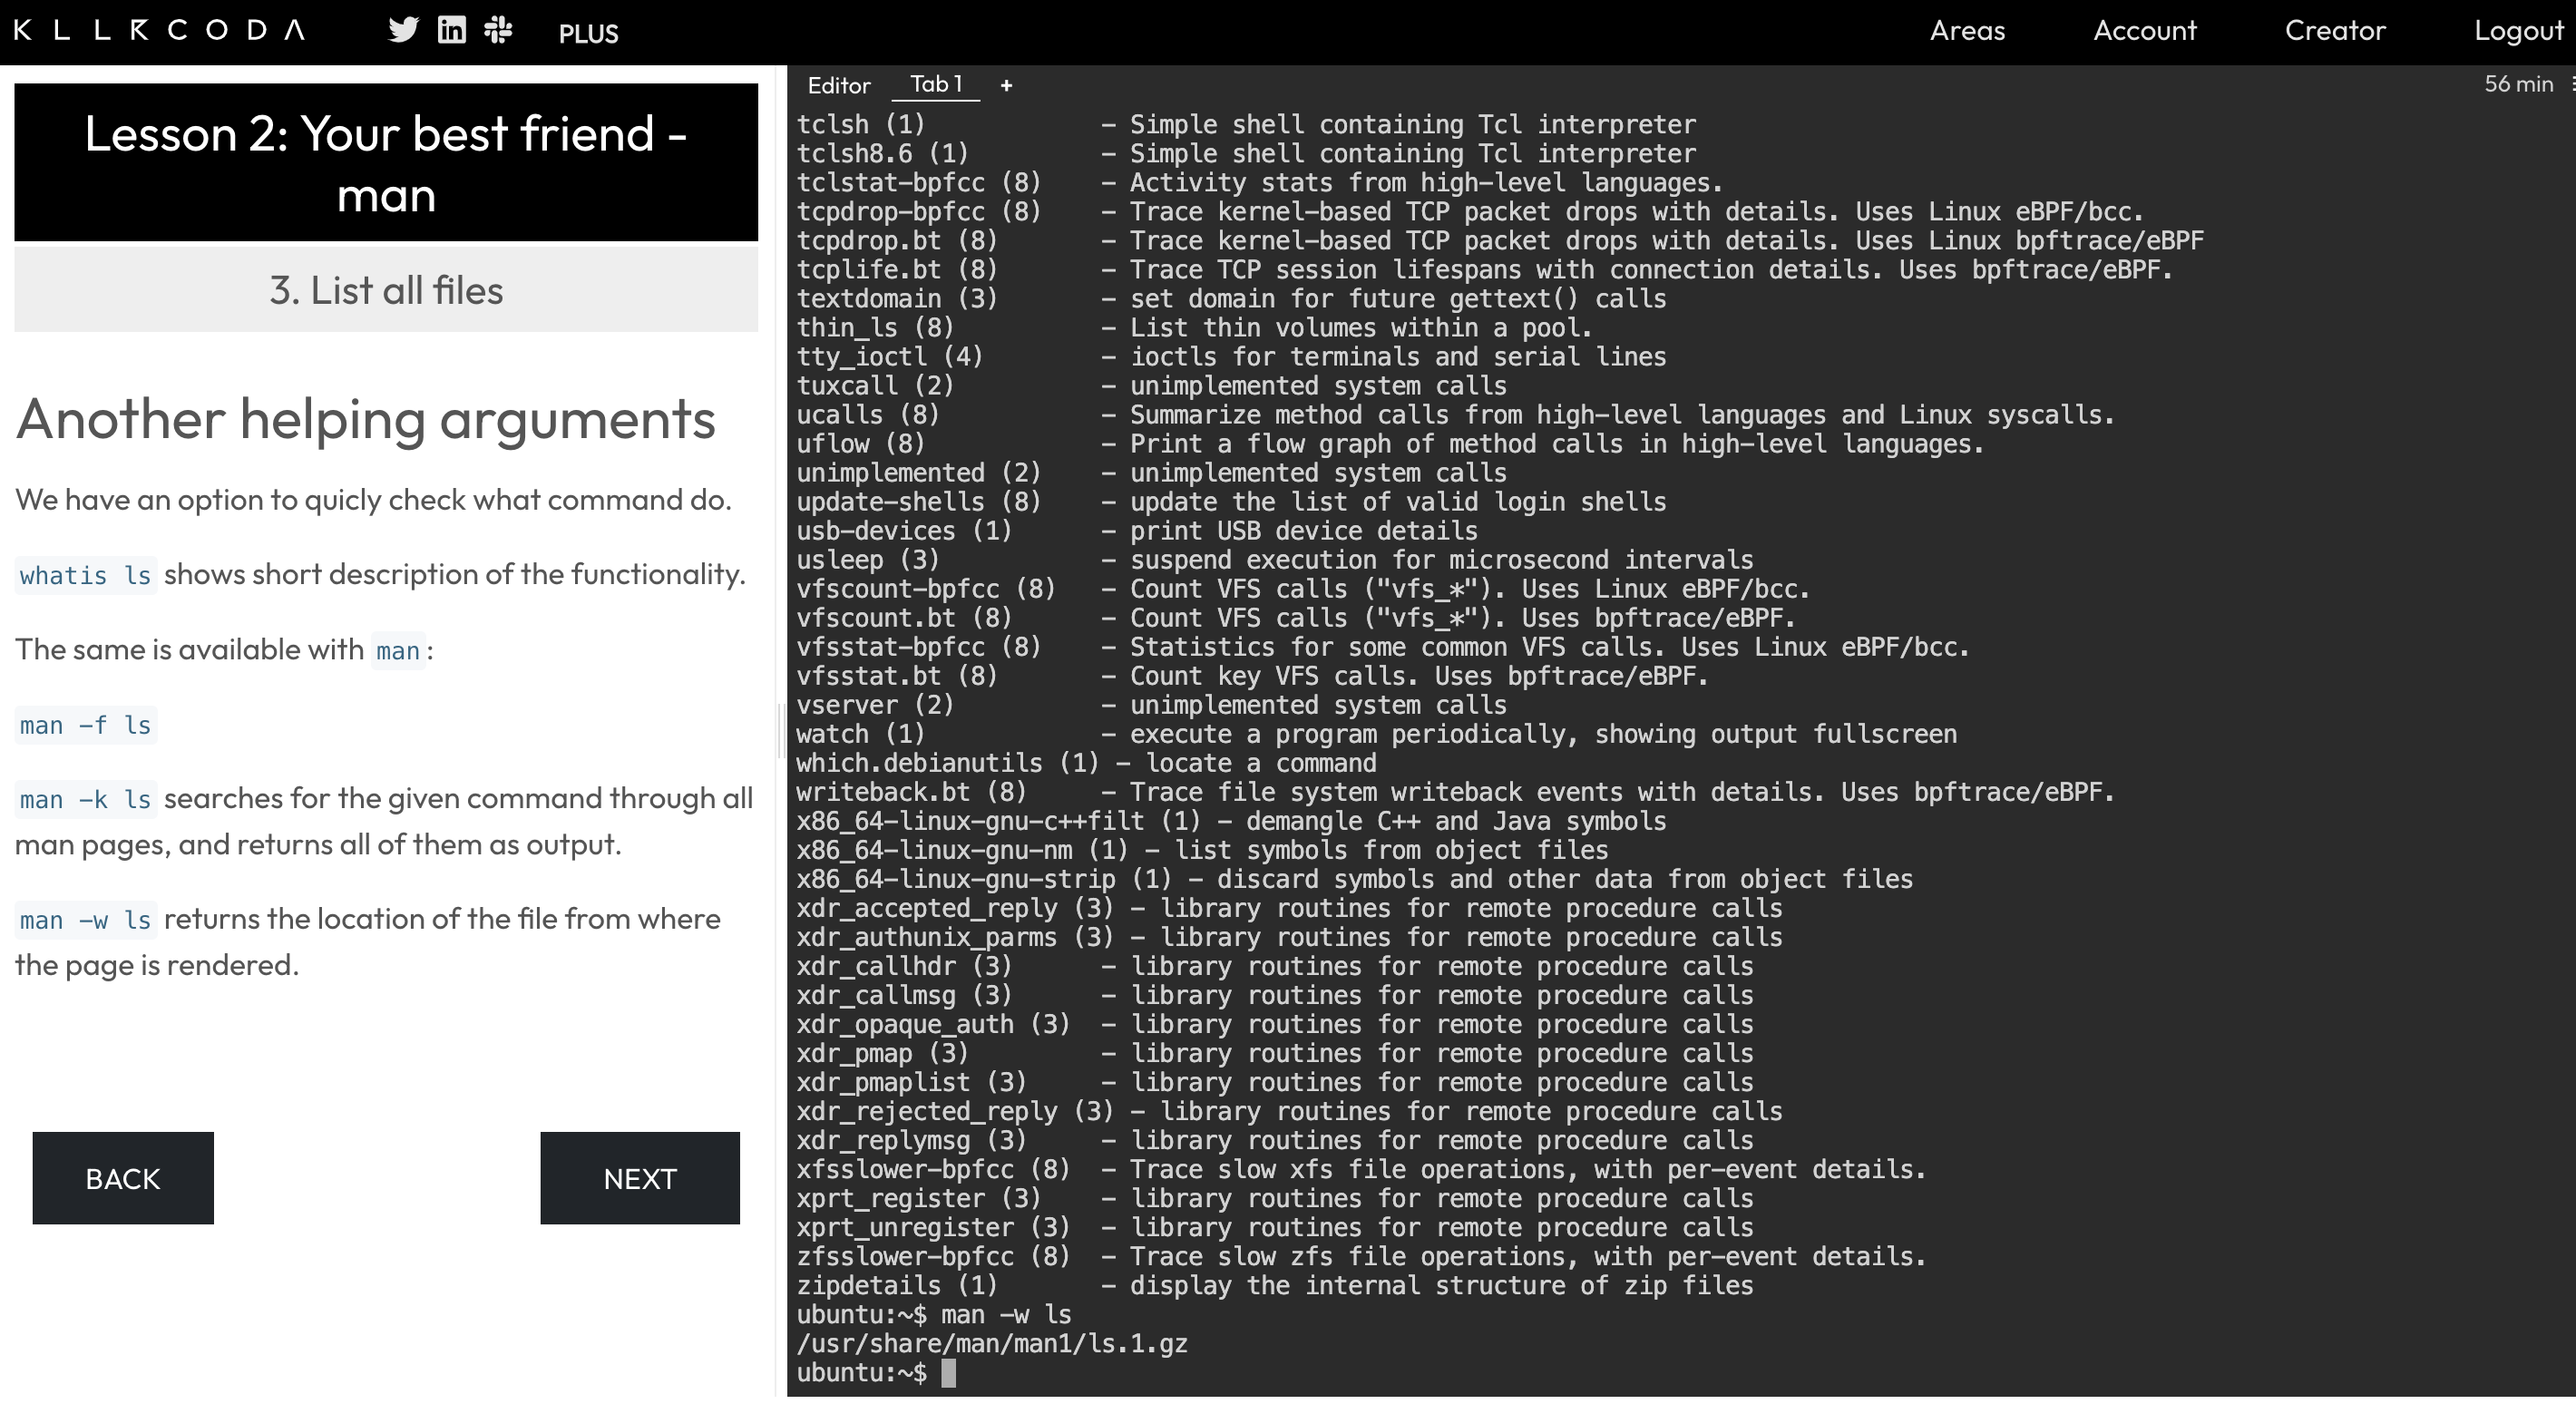 KILLERCODA PLUS Areas Account Creator Logout
Lesson 2: Your best friend -
man
3. List all files
Another helping arguments
We have an option to quicly check what command do.
whatis ls shows short description of the functionality.
The same is available with man :
man -f ls
man -k ls searches for the given command through all
man pages, and returns all of them as output.
man -w ls returns the location of the file from where
the page is rendered.
BACK NEXT
Editor Tab 1 + 56 min
tclsh (1) - Simple shell containing Tcl interpreter
tclsh8.6 (1) - Simple shell containing Tcl interpreter
tclstat-bpfcc (8) - Activity stats from high-level languages.
tcpdrop-bpfcc (8) - Trace kernel-based TCP packet drops with details. Uses Linux eBPF/bcc.
tcpdrop.bt (8) - Trace kernel-based TCP packet drops with details. Uses Linux bpftrace/eBPF
tcplife.bt (8) - Trace TCP session lifespans with connection details. Uses bpftrace/eBPF.
textdomain (3) - set domain for future gettext() calls
thin_ls (8) - List thin volumes within a pool.
tty_ioctl (4) - ioctls for terminals and serial lines
tuxcall (2) - unimplemented system calls
ucalls (8) - Summarize method calls from high-level languages and Linux syscalls.
uflow (8) - Print a flow graph of method calls in high-level languages.
unimplemented (2) - unimplemented system calls
update-shells (8) - update the list of valid login shells
usb-devices (1) - print USB device details
usleep (3) - suspend execution for microsecond intervals
vfscount-bpfcc (8) - Count VFS calls ("vfs_*"). Uses Linux eBPF/bcc.
vfscount.bt (8) - Count VFS calls ("vfs_*"). Uses bpftrace/eBPF.
vfsstat-bpfcc (8) - Statistics for some common VFS calls. Uses Linux eBPF/bcc.
vfsstat.bt (8) - Count key VFS calls. Uses bpftrace/eBPF.
vserver (2) - unimplemented system calls
watch (1) - execute a program periodically, showing output fullscreen
which.debianutils (1) - locate a command
writeback.bt (8) - Trace file system writeback events with details. Uses bpftrace/eBPF.
x86_64-linux-gnu-c++filt (1) - demangle C++ and Java symbols
x86_64-linux-gnu-nm (1) - list symbols from object files
x86_64-linux-gnu-strip (1) - discard symbols and other data from object files
xdr_accepted_reply (3) - library routines for remote procedure calls
xdr_authunix_parms (3) - library routines for remote procedure calls
xdr_callhdr (3) - library routines for remote procedure calls
xdr_callmsg (3) - library routines for remote procedure calls
xdr_opaque_auth (3) - library routines for remote procedure calls
xdr_pmap (3) - library routines for remote procedure calls
xdr_pmaplist (3) - library routines for remote procedure calls
xdr_rejected_reply (3) - library routines for remote procedure calls
xdr_replymsg (3) - library routines for remote procedure calls
xfsslower-bpfcc (8) - Trace slow xfs file operations, with per-event details.
xprt_register (3) - library routines for remote procedure calls
xprt_unregister (3) - library routines for remote procedure calls
zfsslower-bpfcc (8) - Trace slow zfs file operations, with per-event details.
zipdetails (1) - display the internal structure of zip files
ubuntu:~$ man -w ls
/usr/share/man/man1/ls.1.gz
ubuntu:~$